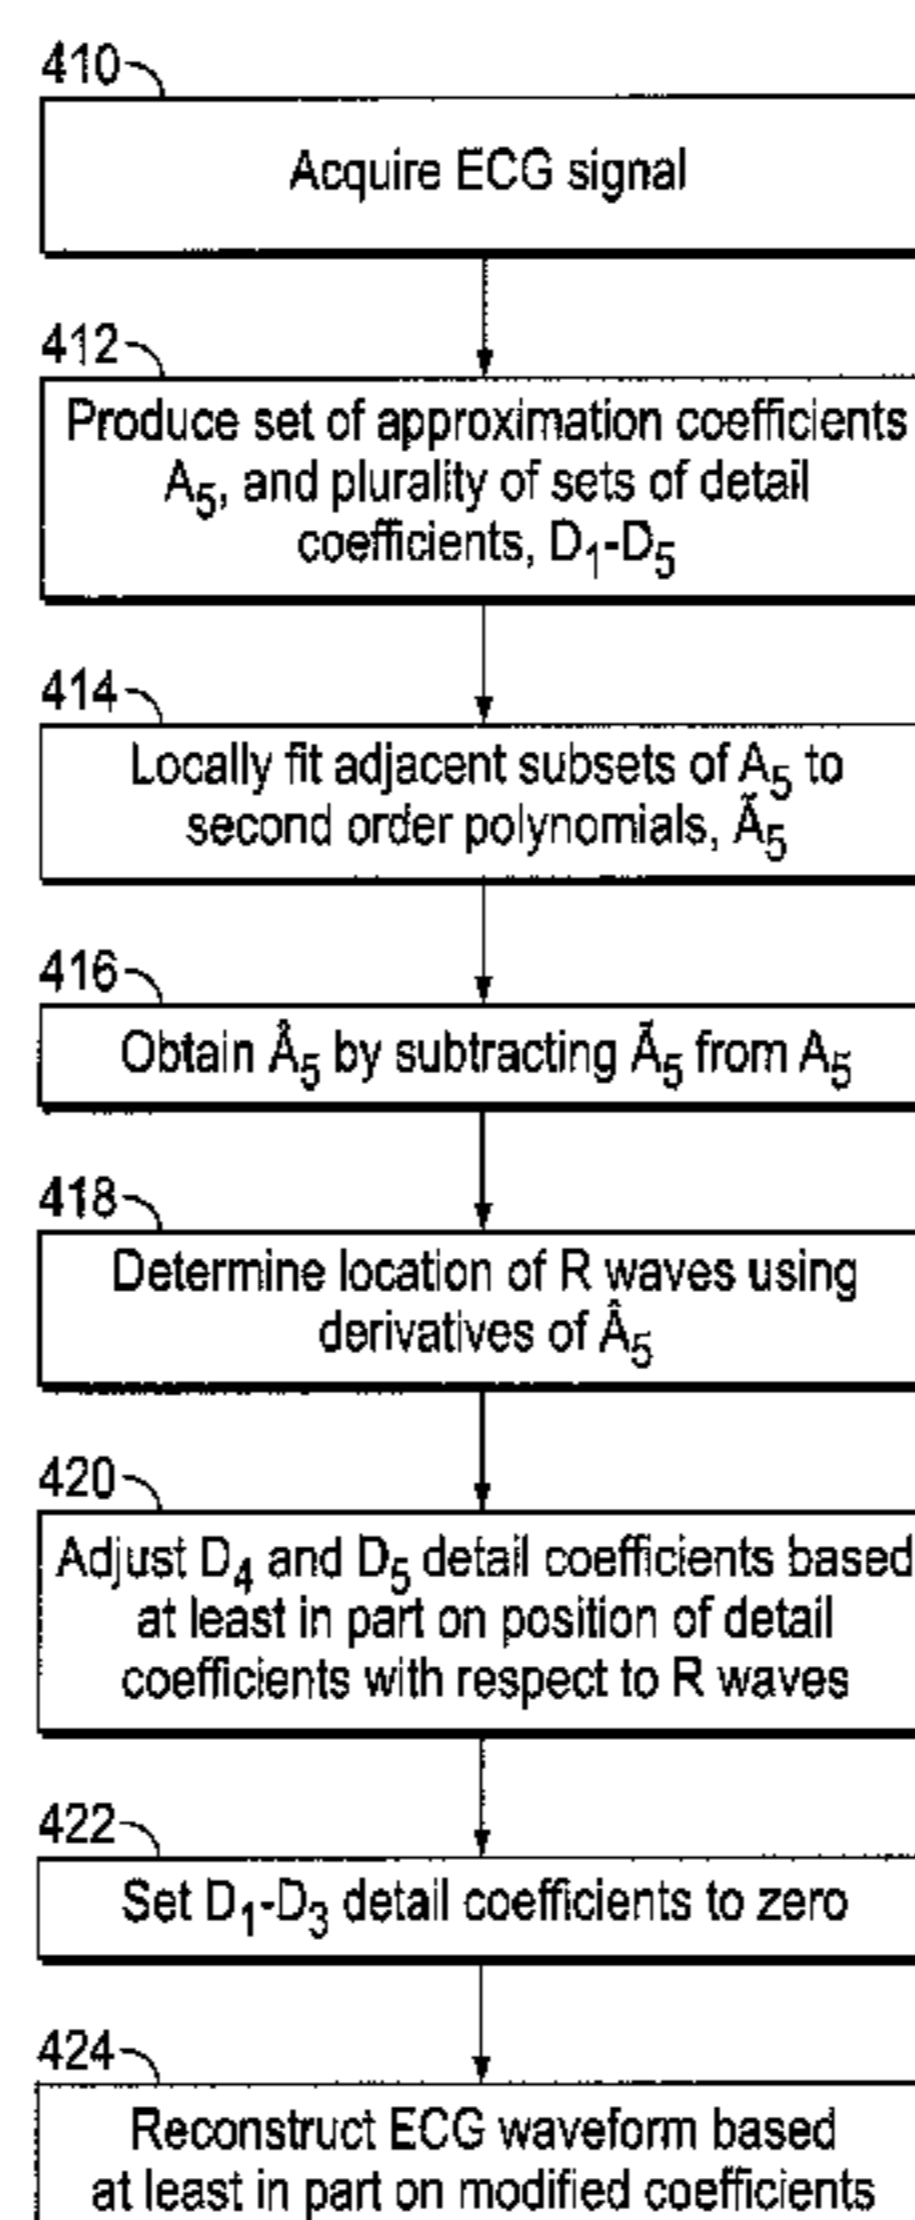 410
Acquire ECG signal
412
Produce set of approximation coefficients
A₅, and plurality of sets of detail
coefficients, D₁-D₅
414
Locally fit adjacent subsets of A₅ to
second order polynomials, Ã₅
416
Obtain Â₅ by subtracting Ã₅ from A₅
418
Determine location of R waves using
derivatives of Â₅
420
Adjust D₄ and D₅ detail coefficients based
at least in part on position of detail
coefficients with respect to R waves
422
Set D₁-D₃ detail coefficients to zero
424
Reconstruct ECG waveform based
at least in part on modified coefficients